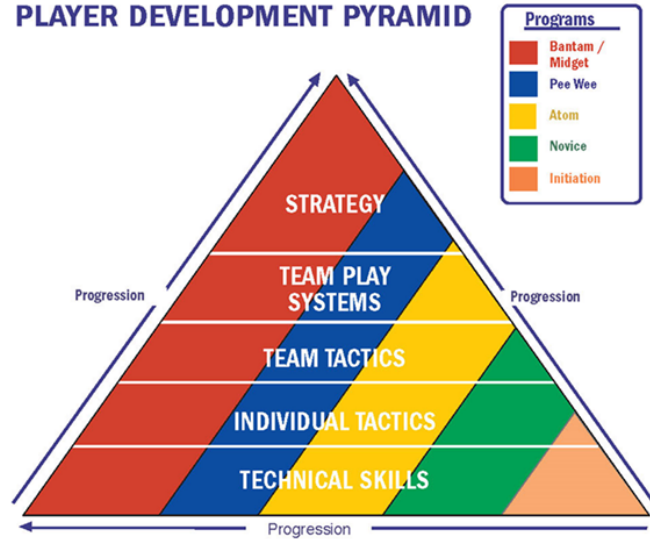 PLAYER DEVELOPMENT PYRAMID
Programs
Bantam /
Midget
Pee Wee
Atom
Novice
Initiation
STRATEGY
TEAM PLAY
SYSTEMS
Progression
Progression
TEAM TACTICS
INDIVIDUAL TACTICS
TECHNICAL SKILLS
Progression